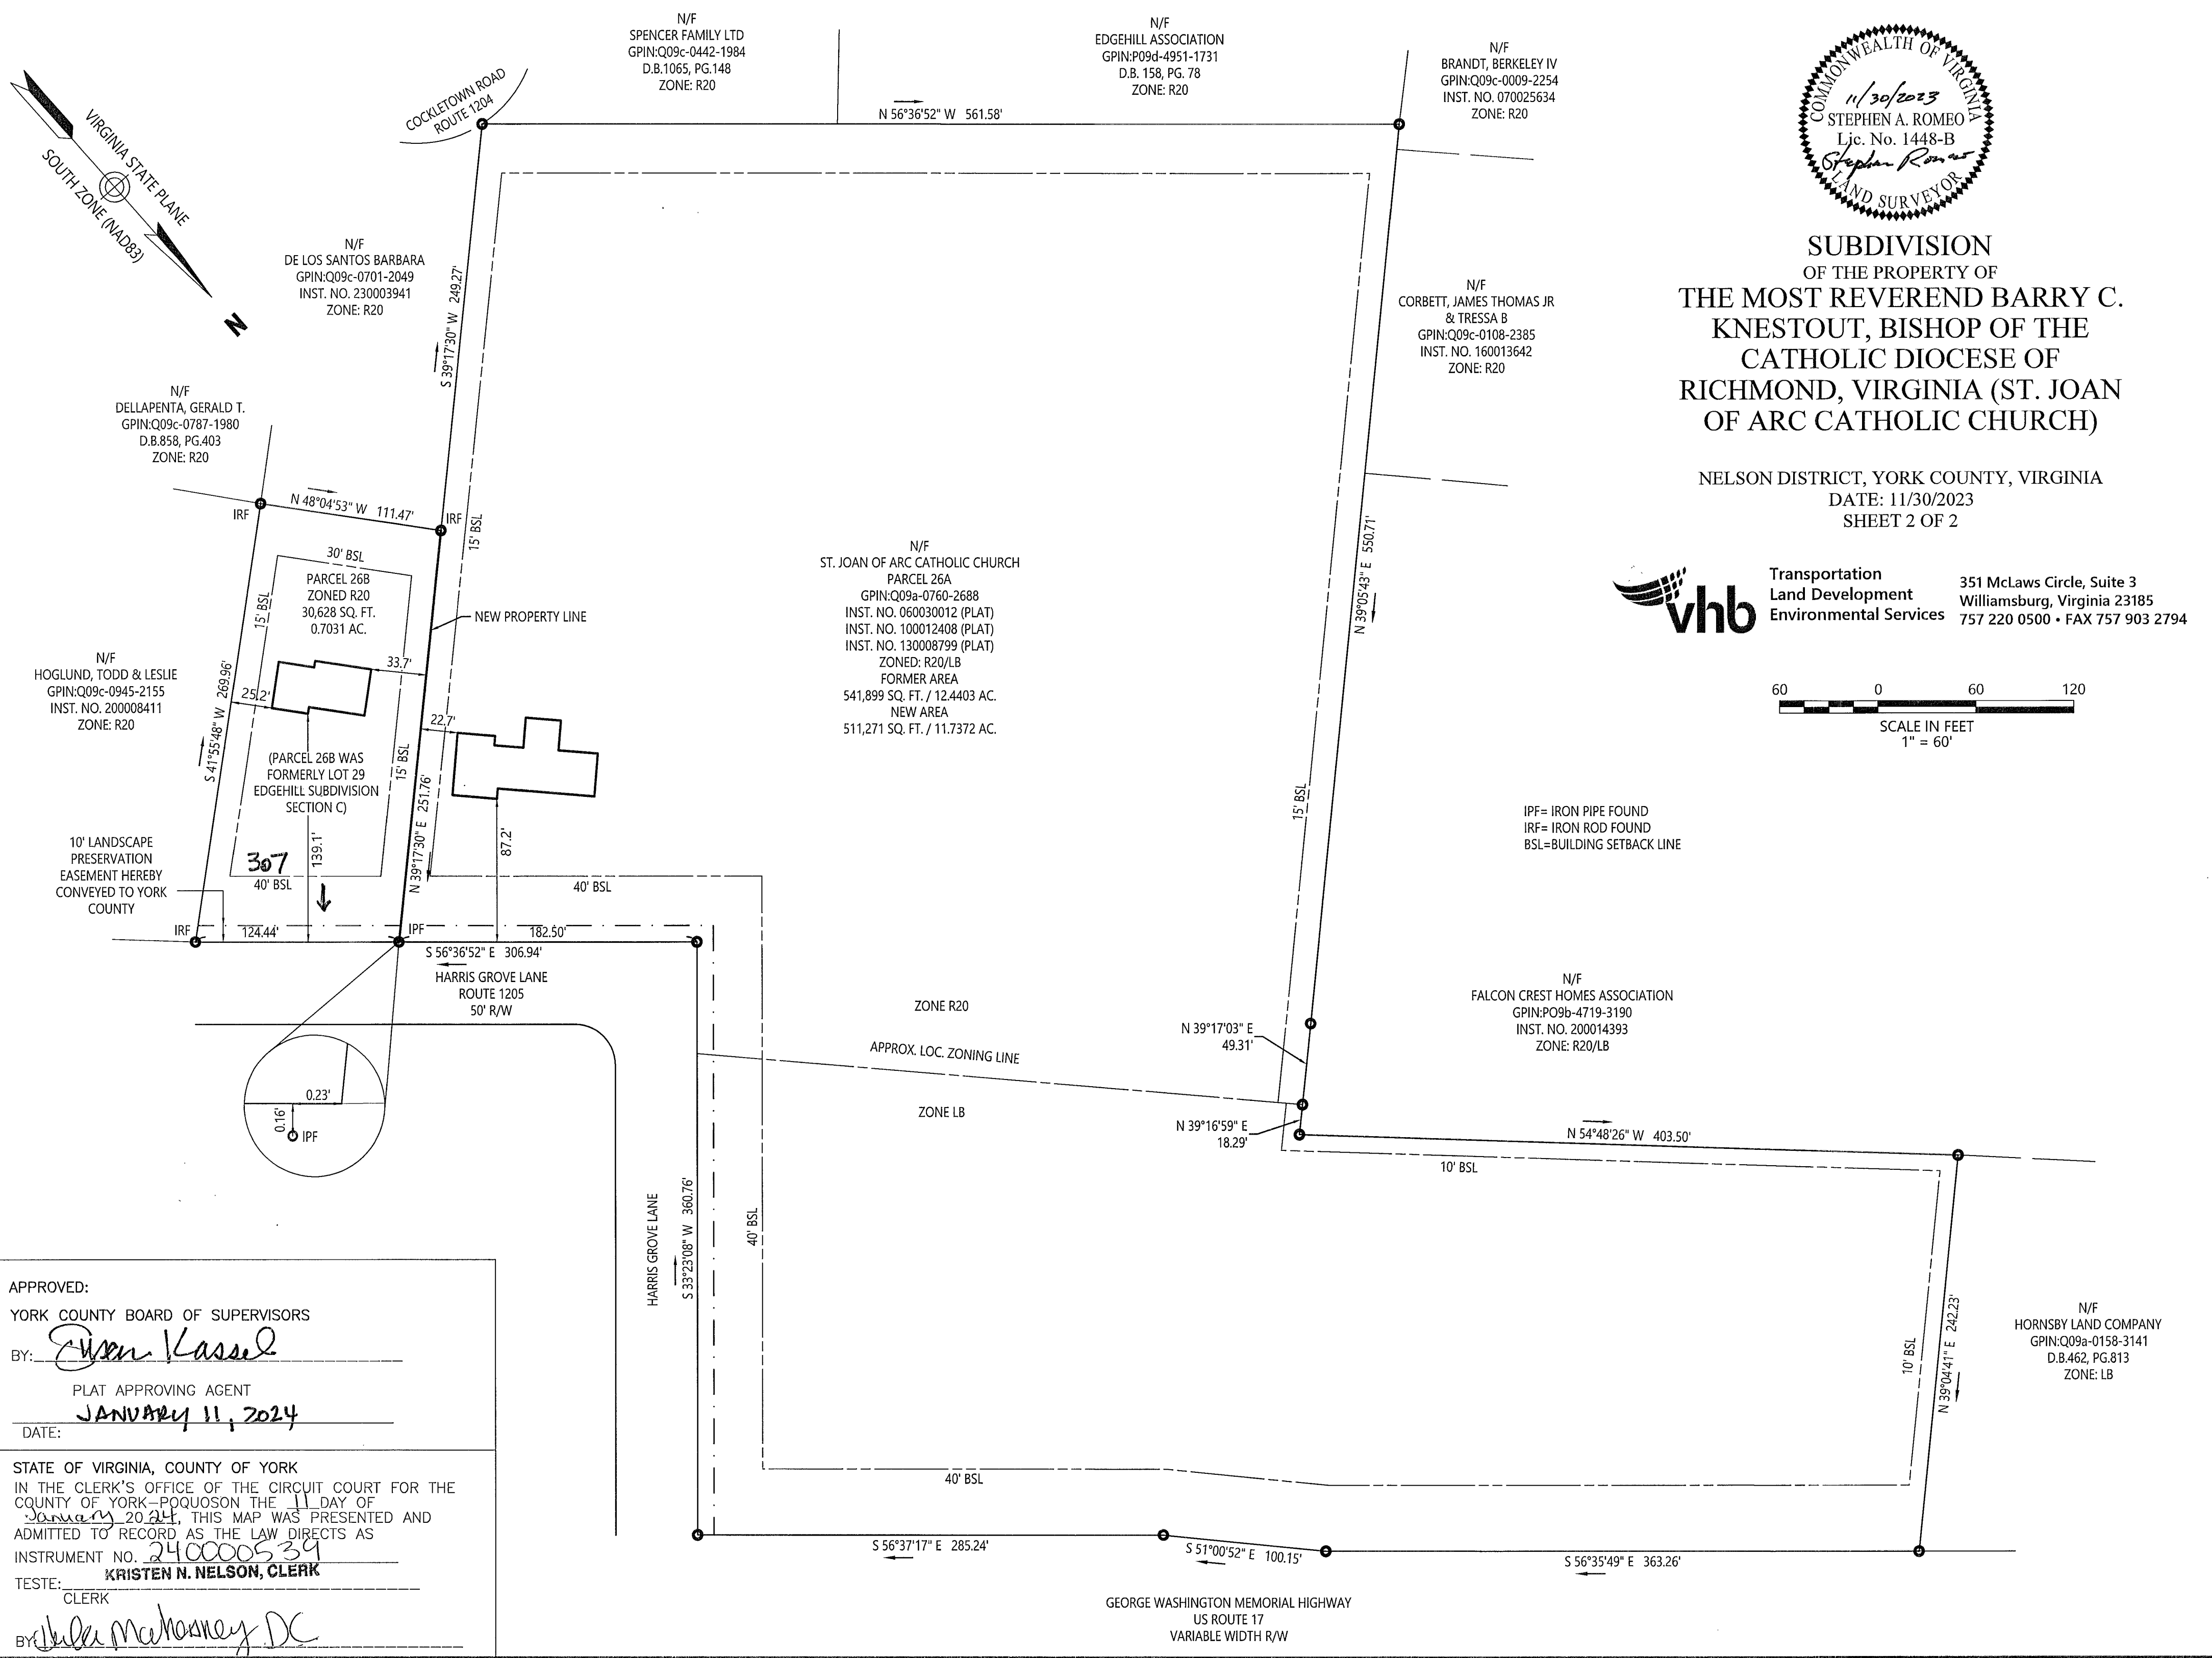 N/F
SPENCER FAMILY LTD
GPIN:Q09c-0442-1984
D.B.1065, PG.148
ZONE: R20
N/F
EDGEHILL ASSOCIATION
GPIN:P09d-4951-1731
D.B. 158, PG. 78
ZONE: R20
N/F
BRANDT, BERKELEY IV
GPIN:Q09c-0009-2254
INST. NO. 070025634
ZONE: R20
COCKLETOWN ROAD
ROUTE 1204
N 56°36'52" W 561.58'
VIRGINIA STATE PLANE
SOUTH ZONE (NAD83)
N
COMMONWEALTH OF VIRGINIA
11/30/2023
STEPHEN A. ROMEO
Lic. No. 1448-B
Stephen Romeo
LAND SURVEYOR
SUBDIVISION
OF THE PROPERTY OF
THE MOST REVEREND BARRY C.
KNESTOUT, BISHOP OF THE
CATHOLIC DIOCESE OF
RICHMOND, VIRGINIA (ST. JOAN
OF ARC CATHOLIC CHURCH)
NELSON DISTRICT, YORK COUNTY, VIRGINIA
DATE: 11/30/2023
SHEET 2 OF 2
vhb
Transportation
Land Development
Environmental Services
351 McLaws Circle, Suite 3
Williamsburg, Virginia 23185
757 220 0500 • FAX 757 903 2794
60 0 60 120
SCALE IN FEET
1" = 60'
IPF= IRON PIPE FOUND
IRF= IRON ROD FOUND
BSL=BUILDING SETBACK LINE
N/F
DE LOS SANTOS BARBARA
GPIN:Q09c-0701-2049
INST. NO. 230003941
ZONE: R20
S 39°17'30" W 249.27'
15' BSL
N/F
CORBETT, JAMES THOMAS JR
& TRESSA B
GPIN:Q09c-0108-2385
INST. NO. 160013642
ZONE: R20
N/F
DELLAPENTA, GERALD T.
GPIN:Q09c-0787-1980
D.B.858, PG.403
ZONE: R20
N 48°04'53" W 111.47'
IRF
IRF
30' BSL
PARCEL 26B
ZONED R20
30,628 SQ. FT.
0.7031 AC.
15' BSL
NEW PROPERTY LINE
33.7'
25.2'
22.7'
N/F
HOGLUND, TODD & LESLIE
GPIN:Q09c-0945-2155
INST. NO. 200008411
ZONE: R20
S 41°55'48" W 269.96'
(PARCEL 26B WAS
FORMERLY LOT 29
EDGEHILL SUBDIVISION
SECTION C)
15' BSL
N 39°17'30" E 251.76'
139.1'
87.2'
307
40' BSL
40' BSL
10' LANDSCAPE
PRESERVATION
EASEMENT HEREBY
CONVEYED TO YORK
COUNTY
IRF
124.44'
IPF
182.50'
S 56°36'52" E 306.94'
HARRIS GROVE LANE
ROUTE 1205
50' R/W
0.23'
0.16'
IPF
N/F
ST. JOAN OF ARC CATHOLIC CHURCH
PARCEL 26A
GPIN:Q09a-0760-2688
INST. NO. 060030012 (PLAT)
INST. NO. 100012408 (PLAT)
INST. NO. 130008799 (PLAT)
ZONED: R20/LB
FORMER AREA
541,899 SQ. FT. / 12.4403 AC.
NEW AREA
511,271 SQ. FT. / 11.7372 AC.
N 39°05'43" E 550.71'
15' BSL
N/F
FALCON CREST HOMES ASSOCIATION
GPIN:PO9b-4719-3190
INST. NO. 200014393
ZONE: R20/LB
ZONE R20
APPROX. LOC. ZONING LINE
ZONE LB
N 39°17'03" E
49.31'
N 39°16'59" E
18.29'
N 54°48'26" W 403.50'
10' BSL
HARRIS GROVE LANE
S 33°23'08" W 360.76'
40' BSL
10' BSL
N 39°04'41" E 242.23'
N/F
HORNSBY LAND COMPANY
GPIN:Q09a-0158-3141
D.B.462, PG.813
ZONE: LB
40' BSL
S 56°37'17" E 285.24'
S 51°00'52" E 100.15'
S 56°35'49" E 363.26'
GEORGE WASHINGTON MEMORIAL HIGHWAY
US ROUTE 17
VARIABLE WIDTH R/W
APPROVED:
YORK COUNTY BOARD OF SUPERVISORS
BY: Susan Kassel
PLAT APPROVING AGENT
JANUARY 11, 2024
DATE:
STATE OF VIRGINIA, COUNTY OF YORK
IN THE CLERK'S OFFICE OF THE CIRCUIT COURT FOR THE
COUNTY OF YORK-POQUOSON THE 11 DAY OF
January 2024, THIS MAP WAS PRESENTED AND
ADMITTED TO RECORD AS THE LAW DIRECTS AS
INSTRUMENT NO. 240000539
KRISTEN N. NELSON, CLERK
TESTE:
CLERK
BY: DC